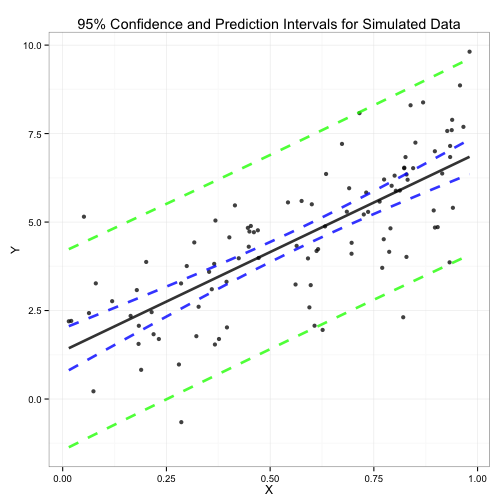 95% Confidence and Prediction Intervals for Simulated Data
10.0
7.5
5.0
2.5
0.0
Y
0.00 0.25 0.50 0.75 1.00
X